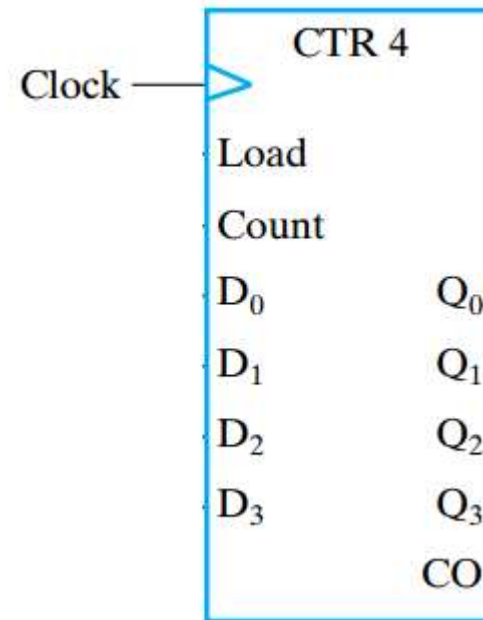 CTR 4
Clock
Load
Count
D₀ Q₀
D₁ Q₁
D₂ Q₂
D₃ Q₃
CO